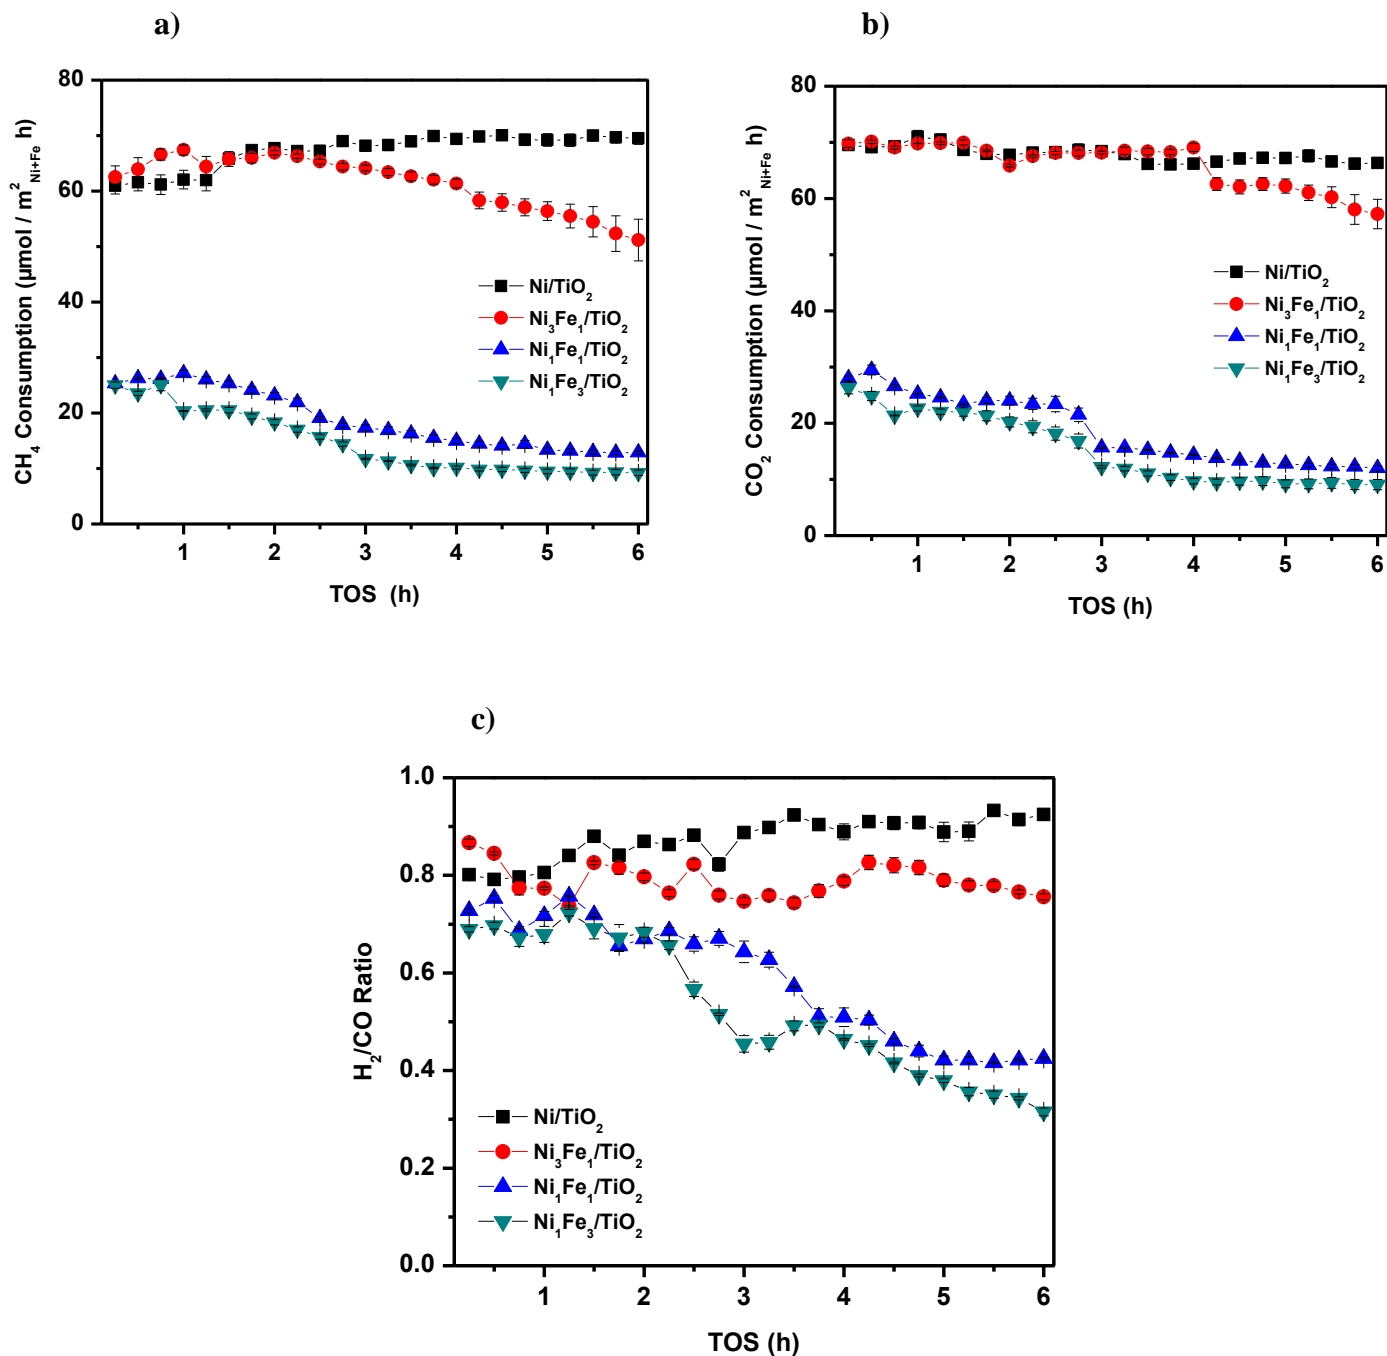 a)
80
60
40
20
0
CH4 Consumption (µmol / m2Ni+Fe h)
Ni/TiO2
Ni3Fe1/TiO2
Ni1Fe1/TiO2
Ni1Fe3/TiO2
1 2 3 4 5 6
TOS (h)
b)
80
60
40
20
0
CO2 Consumption (µmol / m2Ni+Fe h)
Ni/TiO2
Ni3Fe1/TiO2
Ni1Fe1/TiO2
Ni1Fe3/TiO2
1 2 3 4 5 6
TOS (h)
c)
1.0
0.8
0.6
0.4
0.2
0.0
H2/CO Ratio
Ni/TiO2
Ni3Fe1/TiO2
Ni1Fe1/TiO2
Ni1Fe3/TiO2
1 2 3 4 5 6
TOS (h)